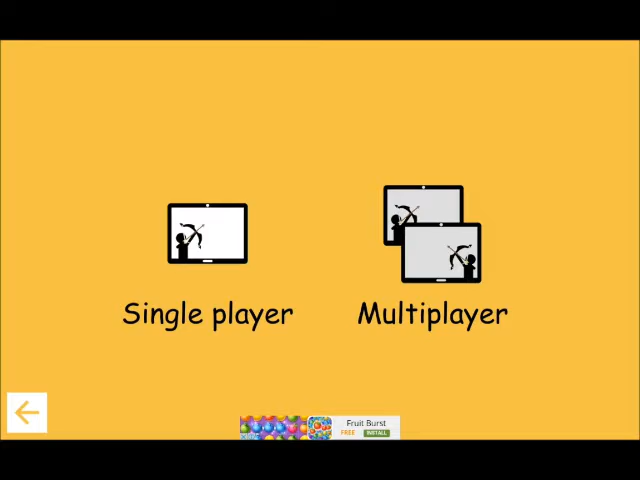 Single player
Multiplayer
Fruit Burst
FREE
INSTALL